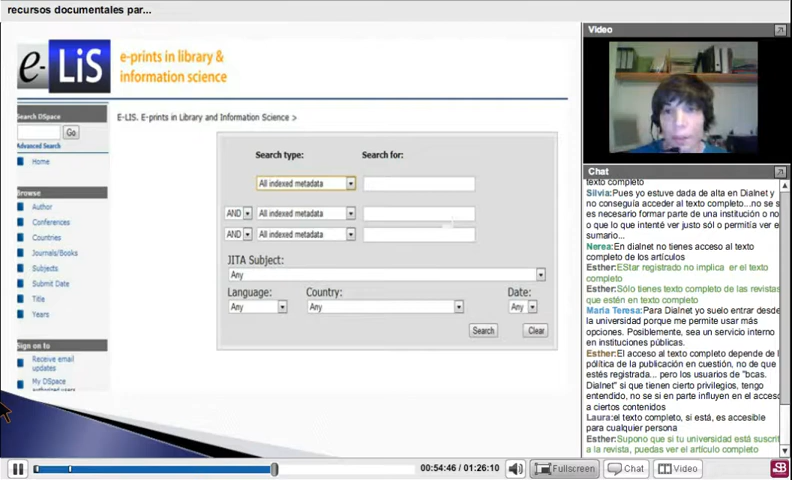 recursos documentales par...
e-LiS
e-prints in library &
information science
Search DSpace
Go
Advanced Search
Home
Browse
Author
Conferences
Countries
Journals/Books
Subjects
Submit Date
Title
Years
Sign on to
Receive email
updates
My DSpace
authorized users
E-LIS. E-prints in Library and Information Science >
Search type: Search for:
All indexed metadata
AND All indexed metadata
AND All indexed metadata
JITA Subject:
Any
Language: Country: Date:
Any Any Any
Search Clear
Video
Chat
texto completo
Silvia:Pues yo estuve dada de alta en Dialnet y
no conseguía acceder al texto completo...no se s
es necesario formar parte de una institución o no
o que lo que intenté ver justo sól o permitía ver e
sumario...
Nerea:En dialnet no tienes acceso al texto
completo de los artículos
Esther:EStar registrado no implica er el texto
completo
Esther:Sólo tienes texto completo de las revistas
que estén en texto completo
Maria Teresa:Para Dialnet yo suelo entrar desde
la universidad porque me permite usar más
opciones. Posiblemente, sea un servicio interno
en instituciones públicas.
Esther:El acceso al texto completo depende de l
pólitica de la publicación en cuestión, no de que
estés registrada... pero los usuarios de "bcas.
Dialnet" si que tienen cierto privilegios, tengo
entendido, no se si en parte influyen en el acceso
a ciertos contenidos
Laura:el texto completo, si está, es accesible
para cualquier persona
Esther:Supono que si tu universidad está suscrit
a la revista, puedas ver el artículo completo
00:54:46 / 01:26:10
Fullscreen
Chat
Video
SB